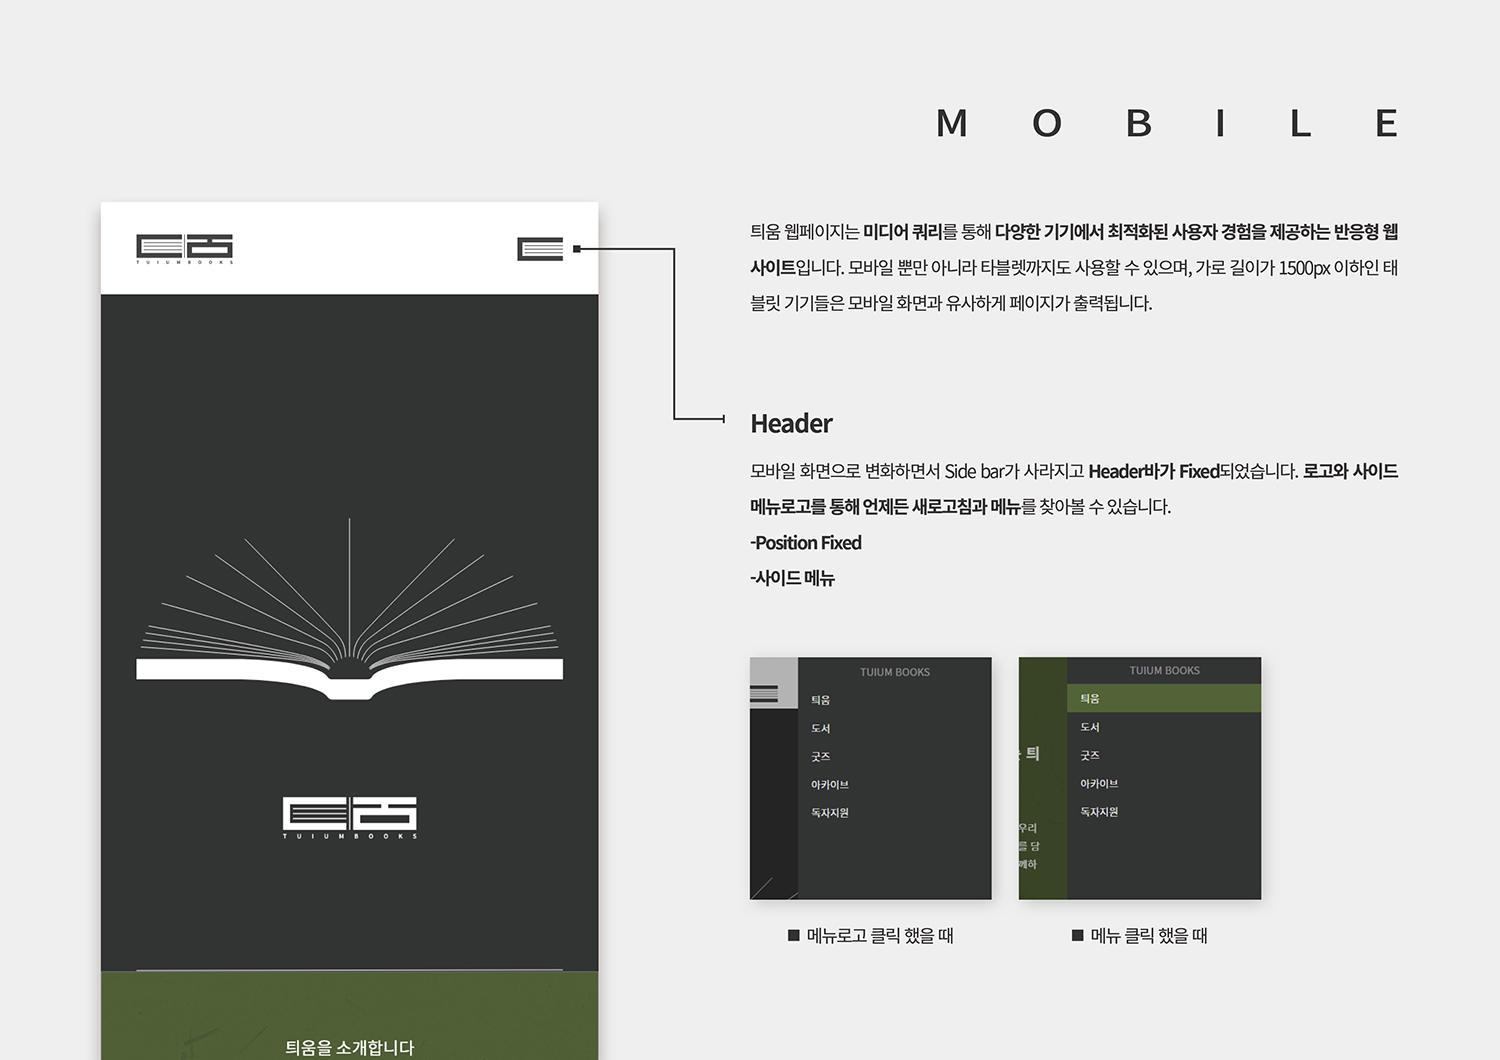 M O B I L E
TUIUMBOOKS
틔움 웹페이지는 미디어 쿼리를 통해 다양한 기기에서 최적화된 사용자 경험을 제공하는 반응형 웹
사이트입니다. 모바일 뿐만 아니라 타블렛까지도 사용할 수 있으며, 가로 길이가 1500px 이하인 태
블릿 기기들은 모바일 화면과 유사하게 페이지가 출력됩니다.
Header
모바일 화면으로 변화하면서 Side bar가 사라지고 Header바가 Fixed되었습니다. 로고와 사이드
메뉴로고를 통해 언제든 새로고침과 메뉴를 찾아볼 수 있습니다.
-Position Fixed
-사이드 메뉴
TUIUMBOOKS
틔움을 소개합니다
TUIUM BOOKS
틔움
도서
굿즈
아카이브
독자지원
메뉴로고 클릭 했을 때
TUIUM BOOKS
틔움
도서
굿즈
아카이브
독자지원
틔
우리
를 담
께하
메뉴 클릭 했을 때